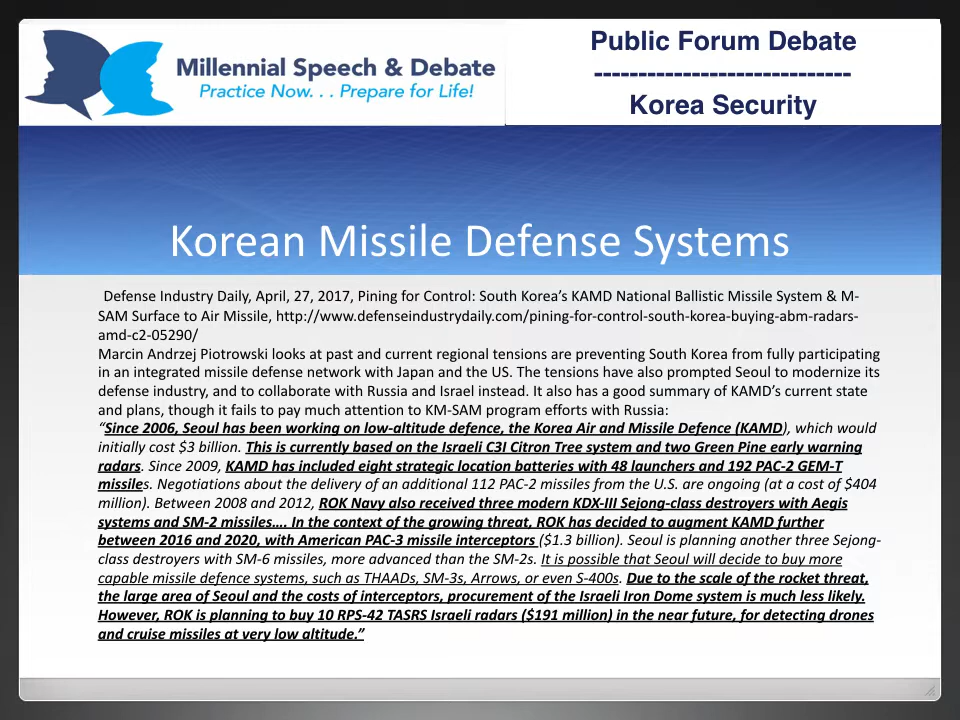 Millennial Speech & Debate
Practice Now. . . Prepare for Life!
Public Forum Debate
-----------------------------
Korea Security
Korean Missile Defense Systems
Defense Industry Daily, April, 27, 2017, Pining for Control: South Korea’s KAMD National Ballistic Missile System & M-
SAM Surface to Air Missile, http://www.defenseindustrydaily.com/pining-for-control-south-korea-buying-abm-radars-
amd-c2-05290/
Marcin Andrzej Piotrowski looks at past and current regional tensions are preventing South Korea from fully participating
in an integrated missile defense network with Japan and the US. The tensions have also prompted Seoul to modernize its
defense industry, and to collaborate with Russia and Israel instead. It also has a good summary of KAMD’s current state
and plans, though it fails to pay much attention to KM-SAM program efforts with Russia:
“Since 2006, Seoul has been working on low-altitude defence, the Korea Air and Missile Defence (KAMD), which would
initially cost $3 billion. This is currently based on the Israeli C3I Citron Tree system and two Green Pine early warning
radars. Since 2009, KAMD has included eight strategic location batteries with 48 launchers and 192 PAC-2 GEM-T
missiles. Negotiations about the delivery of an additional 112 PAC-2 missiles from the U.S. are ongoing (at a cost of $404
million). Between 2008 and 2012, ROK Navy also received three modern KDX-III Sejong-class destroyers with Aegis
systems and SM-2 missiles…. In the context of the growing threat, ROK has decided to augment KAMD further
between 2016 and 2020, with American PAC-3 missile interceptors ($1.3 billion). Seoul is planning another three Sejong-
class destroyers with SM-6 missiles, more advanced than the SM-2s. It is possible that Seoul will decide to buy more
capable missile defence systems, such as THAADs, SM-3s, Arrows, or even S-400s. Due to the scale of the rocket threat,
the large area of Seoul and the costs of interceptors, procurement of the Israeli Iron Dome system is much less likely.
However, ROK is planning to buy 10 RPS-42 TASRS Israeli radars ($191 million) in the near future, for detecting drones
and cruise missiles at very low altitude.”